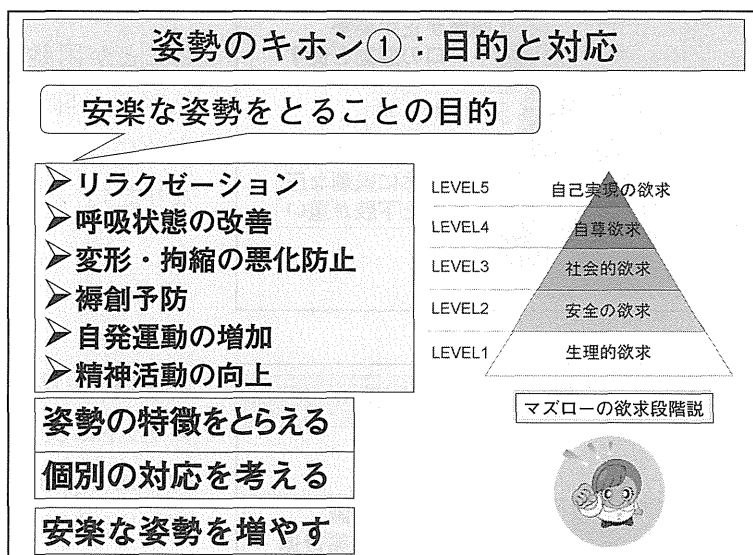 姿勢のキホン①:目的と対応
安楽な姿勢をとることの目的
➢リラクゼーション
➢呼吸状態の改善
➢変形・拘縮の悪化防止
➢褥創予防
➢自発運動の増加
➢精神活動の向上
姿勢の特徴をとらえる
個別の対応を考える
安楽な姿勢を増やす
LEVEL5 自己実現の欲求
LEVEL4 自尊欲求
LEVEL3 社会的欲求
LEVEL2 安全の欲求
LEVEL1 生理的欲求
マズローの欲求段階説